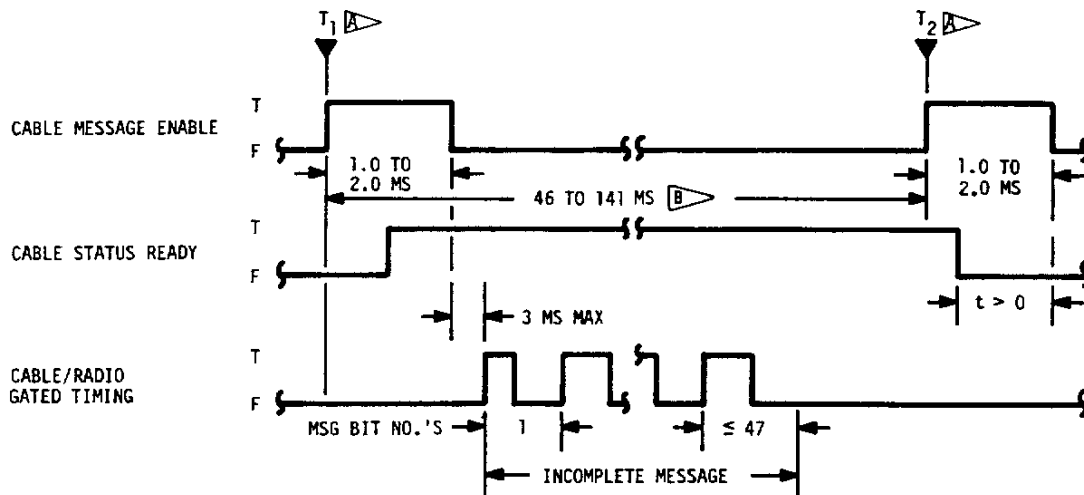 T1 A
T2 A
CABLE MESSAGE ENABLE
T
F
1.0 TO
2.0 MS
1.0 TO
2.0 MS
46 TO 141 MS B
CABLE STATUS READY
T
F
t > 0
3 MS MAX
CABLE/RADIO
GATED TIMING
T
F
MSG BIT NO.'S
1
≤ 47
INCOMPLETE MESSAGE